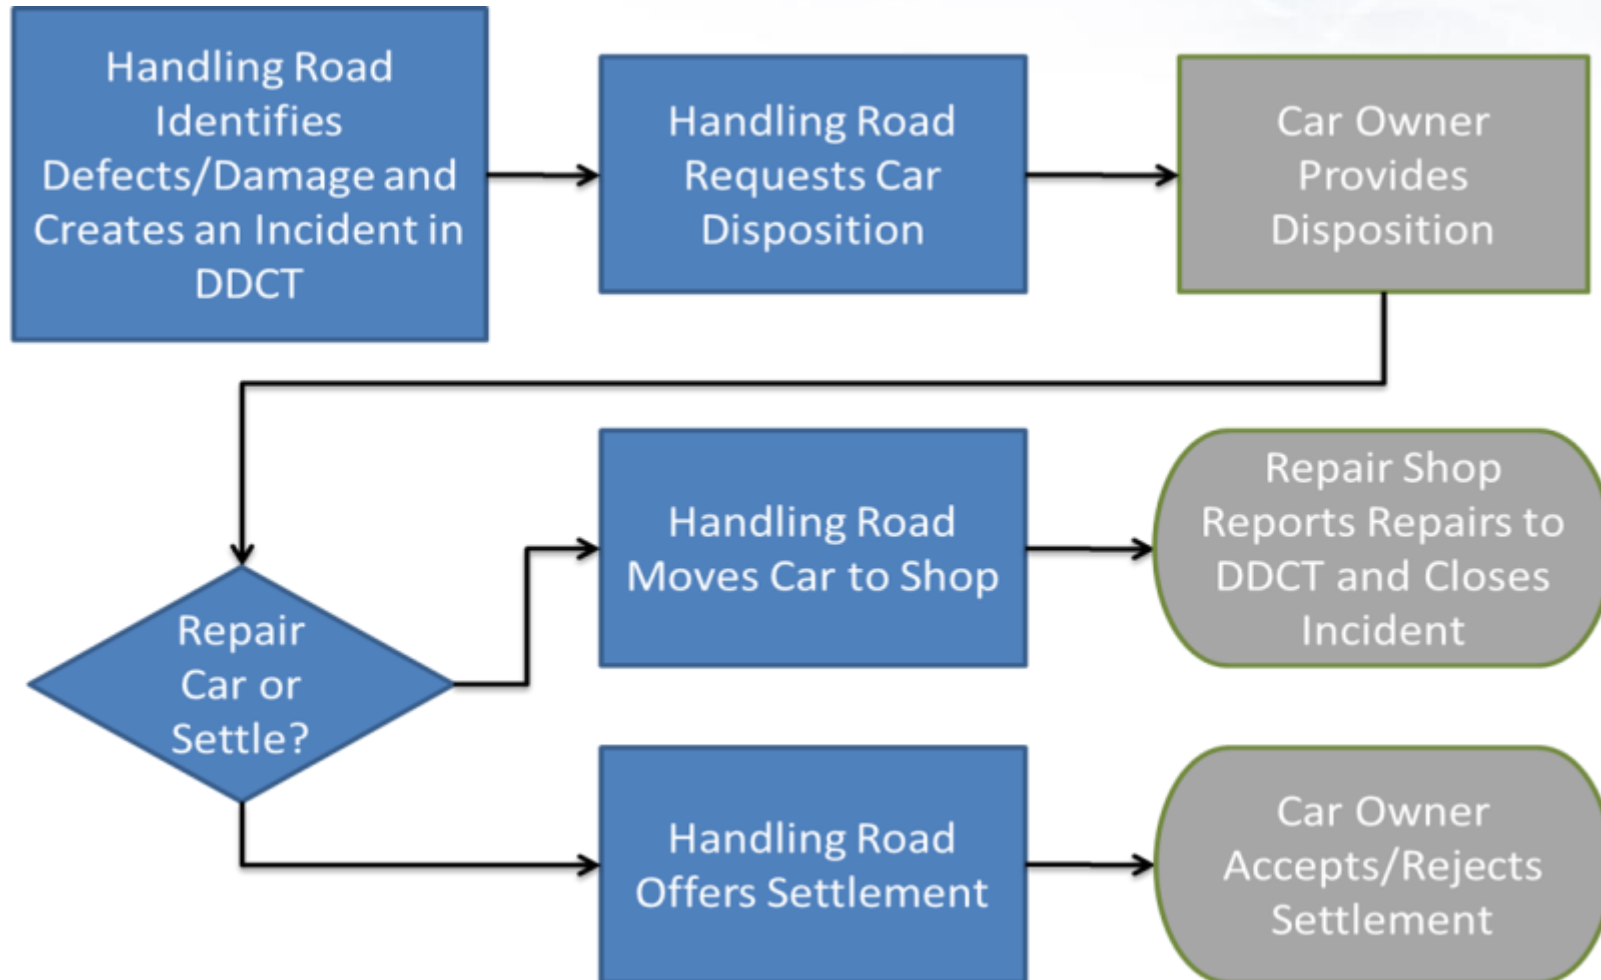 Handling Road
Identifies
Defects/Damage and
Creates an Incident in
DDCT
Handling Road
Requests Car
Disposition
Car Owner
Provides
Disposition
Repair
Car or
Settle?
Handling Road
Moves Car to Shop
Repair Shop
Reports Repairs to
DDCT and Closes
Incident
Handling Road
Offers Settlement
Car Owner
Accepts/Rejects
Settlement